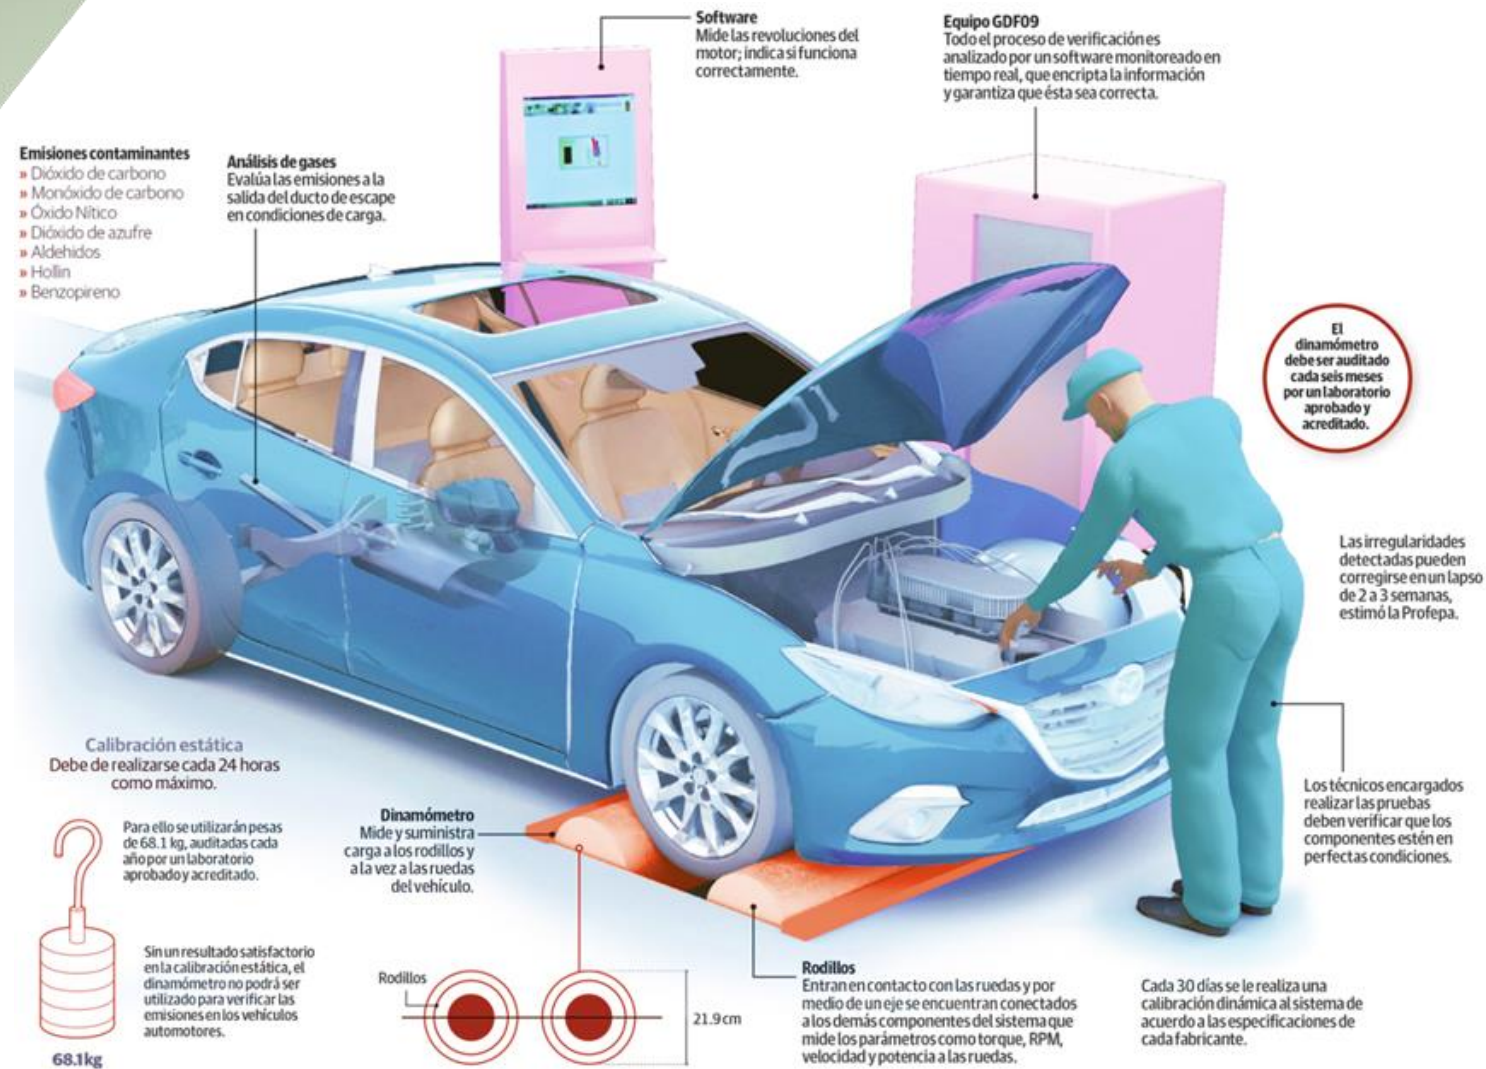 Software
Mide las revoluciones del
motor; indica si funciona
correctamente.
Equipo GDF09
Todo el proceso de verificación es
analizado por un software monitoreado en
tiempo real, que encripta la información
y garantiza que ésta sea correcta.
Emisiones contaminantes
» Dióxido de carbono
» Monóxido de carbono
» Óxido Nítico
» Dióxido de azufre
» Aldehidos
» Hollin
» Benzopireno
Análisis de gases
Evalúa las emisiones a la
salida del ducto de escape
en condiciones de carga.
El
dinamómetro
debe ser auditado
cada seis meses
por un laboratorio
aprobado y
acreditado.
Las irregularidades
detectadas pueden
corregirse en un lapso
de 2 a 3 semanas,
estimó la Profepa.
Calibración estática
Debe de realizarse cada 24 horas
como máximo.
Para ello se utilizarán pesas
de 68.1 kg, auditadas cada
año por un laboratorio
aprobado y acreditado.
Sin un resultado satisfactorio
en la calibración estática, el
dinamómetro no podrá ser
utilizado para verificar las
emisiones en los vehículos
automotores.
68.1kg
Dinamómetro
Mide y suministra
carga a los rodillos y
a la vez a las ruedas
del vehículo.
Rodillos
21.9 cm
Rodillos
Entran en contacto con las ruedas y por
medio de un eje se encuentran conectados
a los demás componentes del sistema que
mide los parámetros como torque, RPM,
velocidad y potencia a las ruedas.
Los técnicos encargados
realizar las pruebas
deben verificar que los
componentes estén en
perfectas condiciones.
Cada 30 días se le realiza una
calibración dinámica al sistema de
acuerdo a las especificaciones de
cada fabricante.